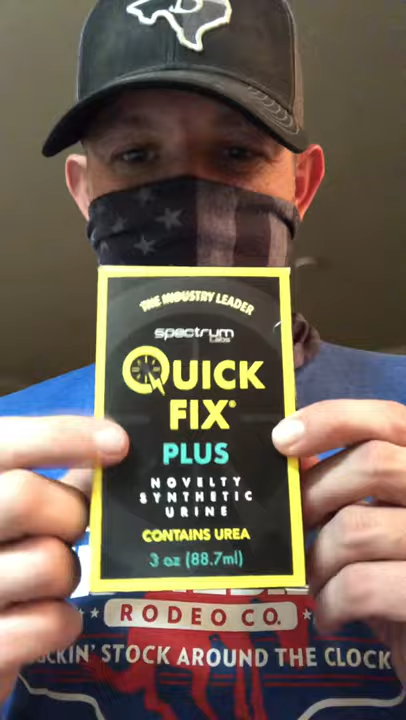 THE INDUSTRY LEADER
spectrum
Labs
QUICK
FIX®
PLUS
NOVELTY
SYNTHETIC
URINE
CONTAINS UREA
3 oz (88.7ml)
RODEO CO.
STOCK AROUND THE CLOCK